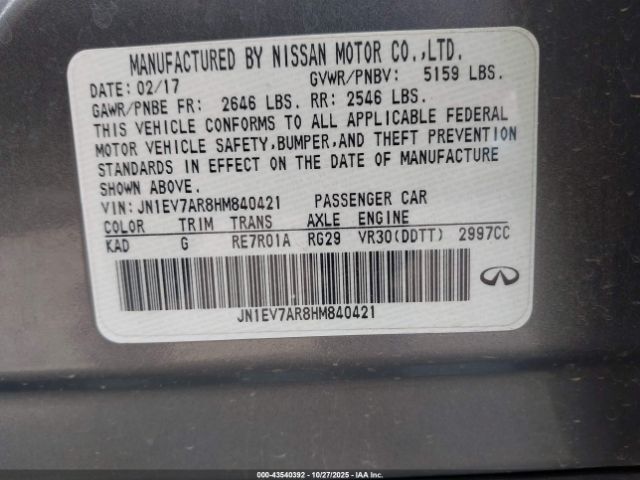 MANUFACTURED BY NISSAN MOTOR CO.,LTD.
DATE: 02/17 GVWR/PNBV: 5159 LBS.
GAWR/PNBE FR: 2646 LBS. RR: 2546 LBS.
THIS VEHICLE CONFORMS TO ALL APPLICABLE FEDERAL
MOTOR VEHICLE SAFETY,BUMPER,AND THEFT PREVENTION
STANDARDS IN EFFECT ON THE DATE OF MANUFACTURE
SHOWN ABOVE.
VIN: JN1EV7AR8HM840421 PASSENGER CAR
COLOR TRIM TRANS AXLE ENGINE
KAD G RE7R01A RG29 VR30(DDTT) 2997CC
JN1EV7AR8HM840421
000-43540392 - 10/27/2025 - IAAI.COM